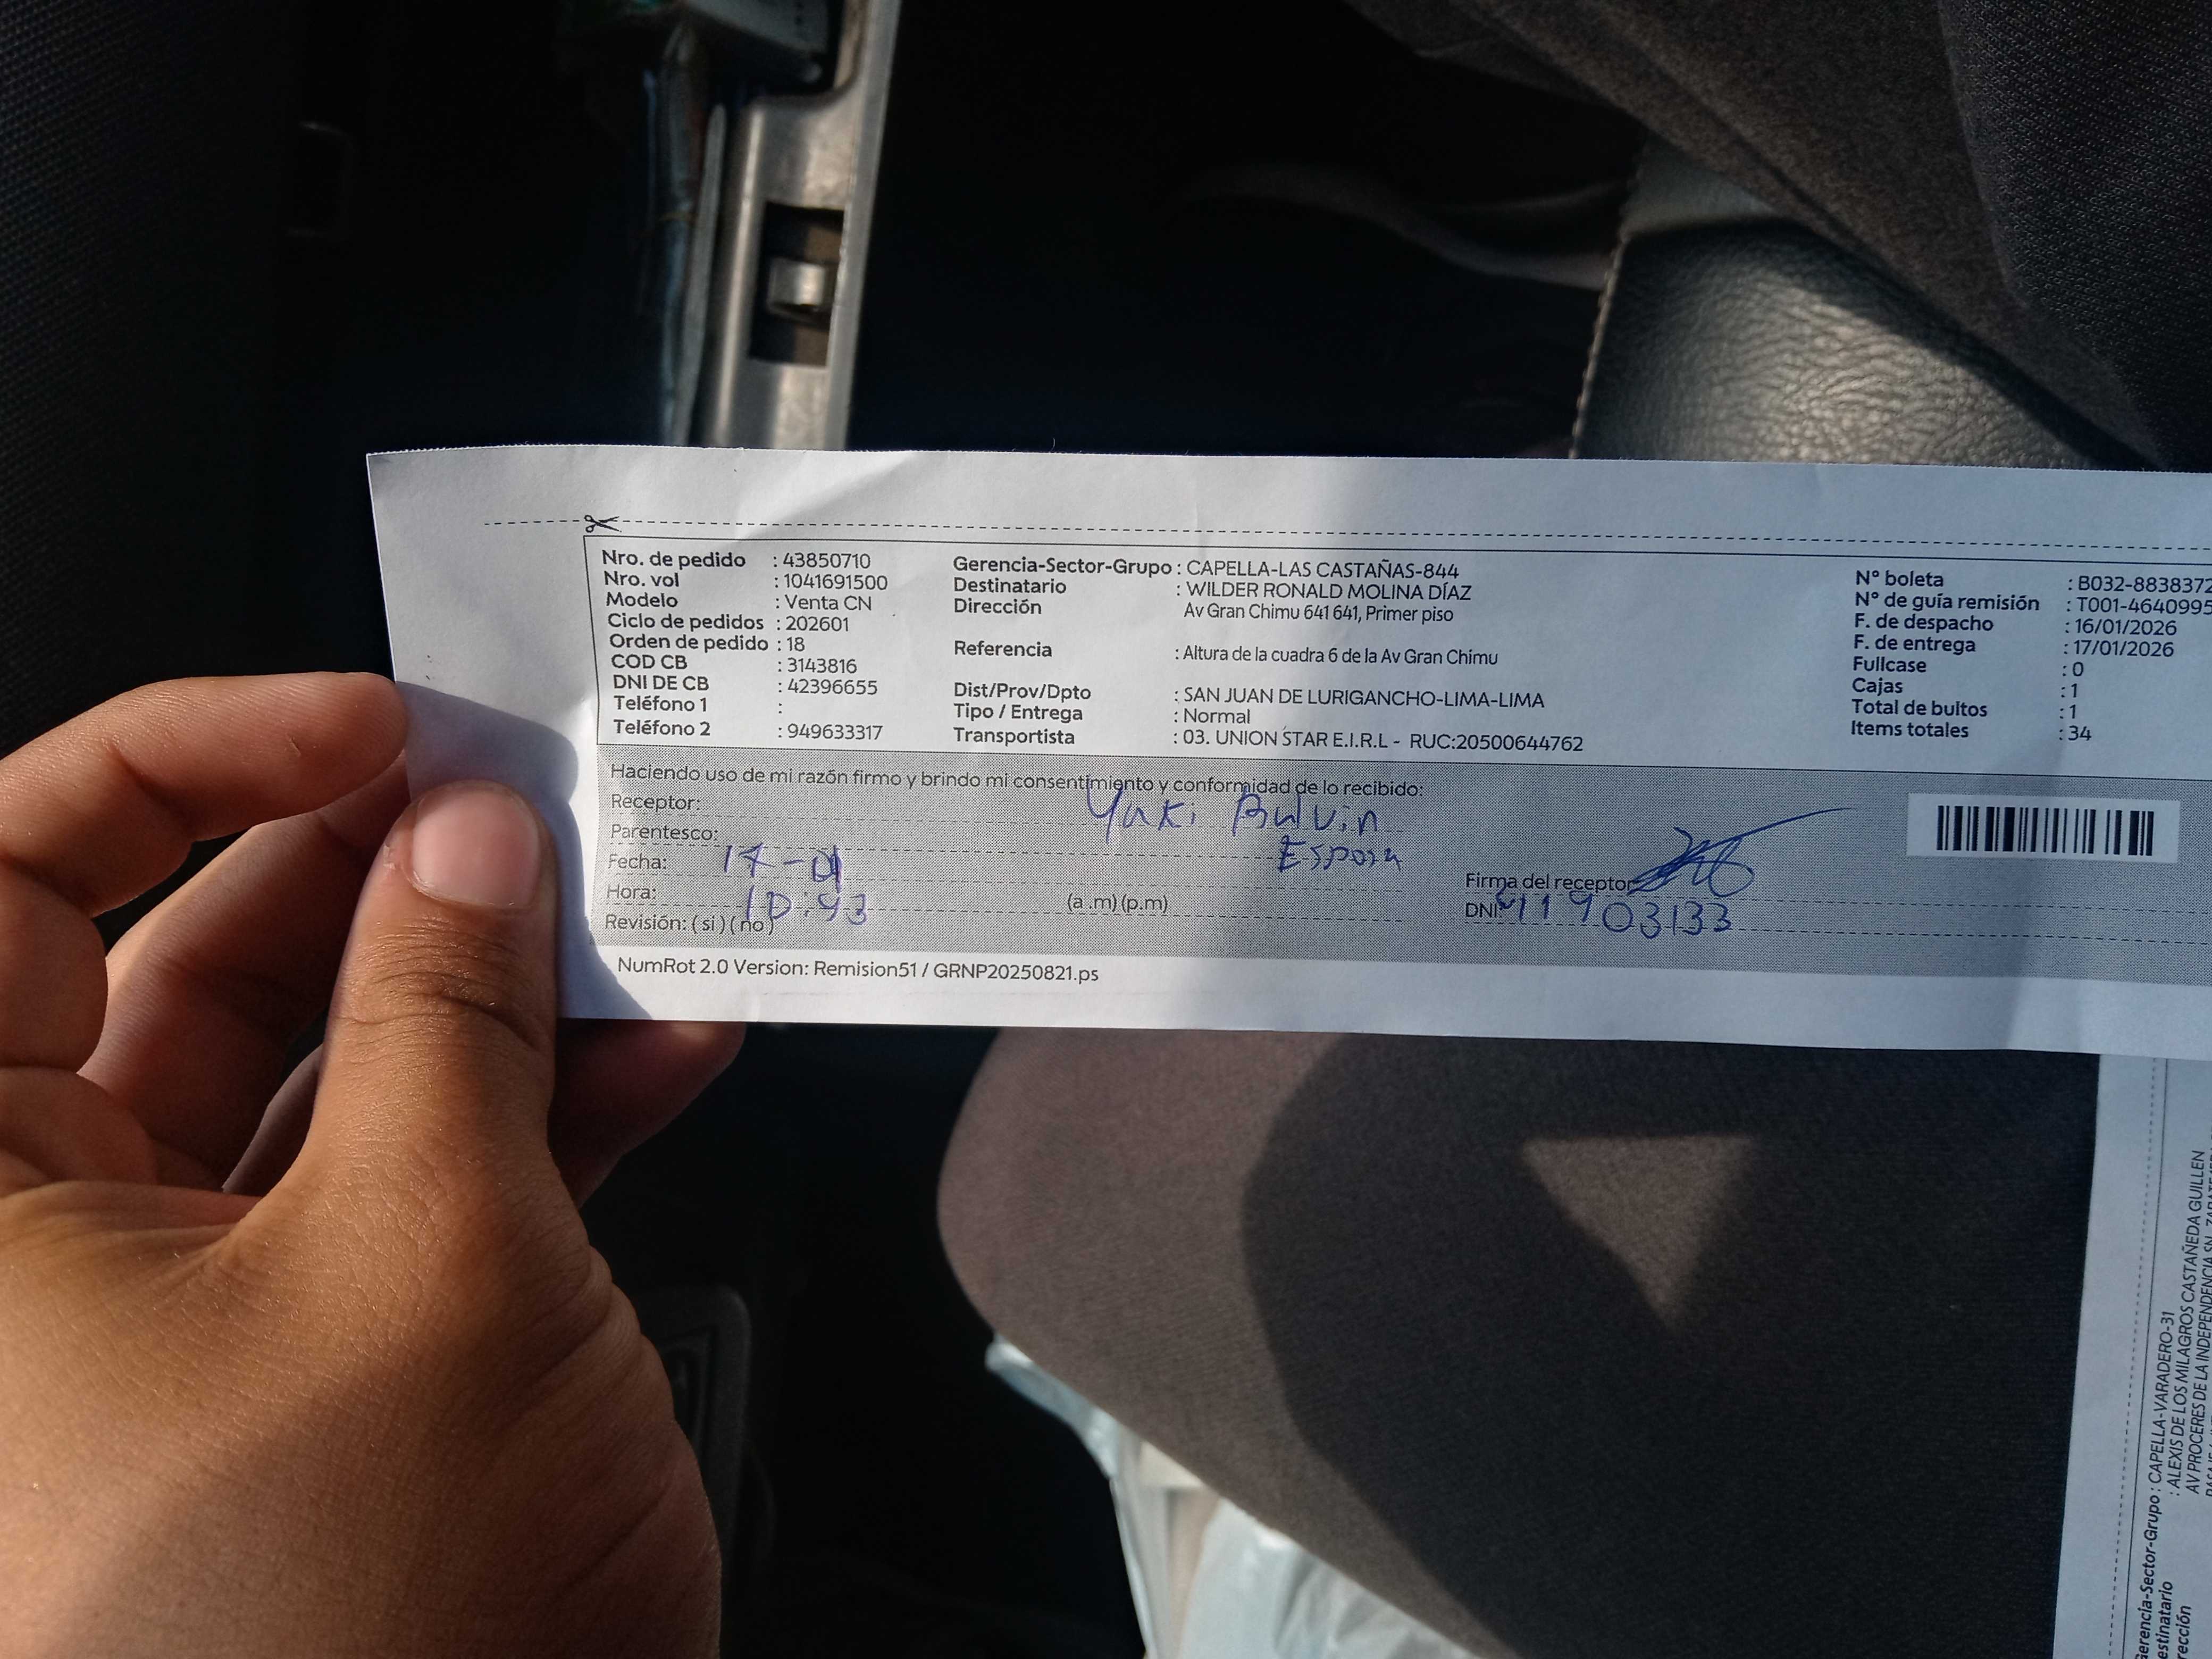 Nro. de pedido : 43850710
Nro. vol : 1041691500
Modelo : Venta CN
Ciclo de pedidos : 202601
Orden de pedido : 18
COD CB : 3143816
DNI DE CB : 42396655
Teléfono 1 :
Teléfono 2 : 949633317
Gerencia-Sector-Grupo : CAPELLA-LAS CASTAÑAS-844
Destinatario : WILDER RONALD MOLINA DÍAZ
Dirección Av Gran Chimu 641 641, Primer piso
Referencia : Altura de la cuadra 6 de la Av Gran Chimu
Dist/Prov/Dpto : SAN JUAN DE LURIGANCHO-LIMA-LIMA
Tipo / Entrega : Normal
Transportista : 03. UNION STAR E.I.R.L - RUC:20500644762
N° boleta : B032-8838372
N° de guía remisión : T001-4640995
F. de despacho : 16/01/2026
F. de entrega : 17/01/2026
Fullcase : 0
Cajas : 1
Total de bultos : 1
Items totales : 34
Haciendo uso de mi razón firmo y brindo mi consentimiento y conformidad de lo recibido:
Receptor: Yaki
Parentesco: Esposa
Fecha: 17-01
Hora: 10:43 (a .m) (p.m)
Revisión: ( si ) ( no )
Firma del receptor
DNI: 11903133
NumRot 2.0 Version: Remision51 / GRNP20250821.ps
Gerencia-Sector-Grupo : CAPELLA-VARADERO-31
estinatario : ALEXIS DE LOS MILAGROS CASTAÑEDA GUILLEN
rección AV PROCERES DE LA INDEPENDENCIA SN,